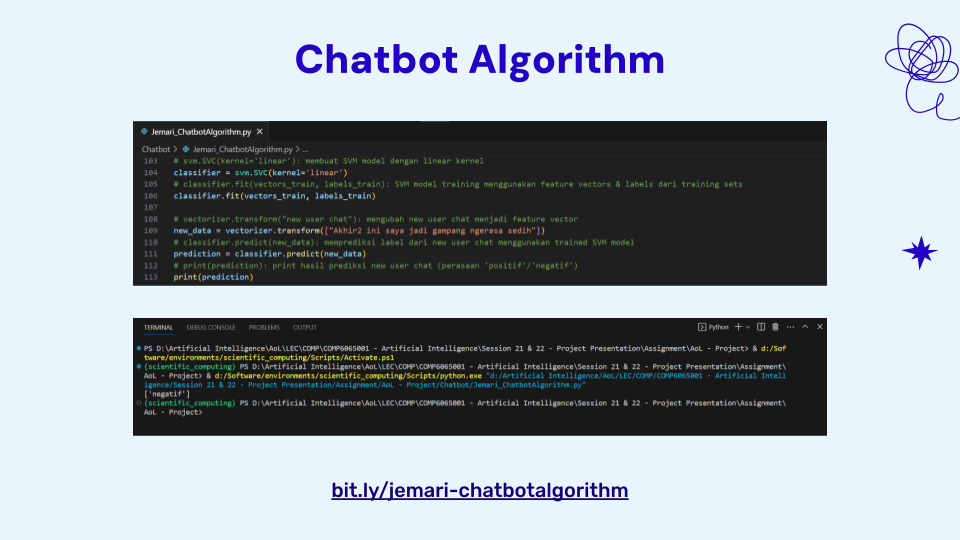 Chatbot Algorithm
Jemari_ChatbotAlgorithm.py ×
Chatbot > Jemari_ChatbotAlgorithm.py > ...
103 # svm.SVC(kernel='linear'): membuat SVM model dengan linear kernel
104 classifier = svm.SVC(kernel='linear')
105 # classifier.fit(vectors_train, labels_train): SVM model training menggunakan feature vectors & labels dari training sets
106 classifier.fit(vectors_train, labels_train)
107
108 # vectorizer.transform("new user chat"): mengubah new user chat menjadi feature vector
109 new_data = vectorizer.transform(["Akhir2 ini saya jadi gampang ngerasa sedih"])
110 # classifier.predict(new_data): memprediksi label dari new user chat menggunakan trained SVM model
111 prediction = classifier.predict(new_data)
112 # print(prediction): print hasil prediksi new user chat (perasaan 'positif'/'negatif')
113 print(prediction)
TERMINAL DEBUG CONSOLE PROBLEMS OUTPUT Python
PS D:\Artificial Intelligence\AoL\LEC\COMP\COMP6065001 - Artificial Intelligence\Session 21 & 22 - Project Presentation\Assignment\AoL - Project> & d:/Sof
tware/environments/scientific_computing/Scripts/Activate.ps1
(scientific_computing) PS D:\Artificial Intelligence\AoL\LEC\COMP\COMP6065001 - Artificial Intelligence\Session 21 & 22 - Project Presentation\Assignment\
AoL - Project> & d:/Software/environments/scientific_computing/Scripts/python.exe "d:/Artificial Intelligence/AoL/LEC/COMP/COMP6065001 - Artificial Intell
igence/Session 21 & 22 - Project Presentation/Assignment/AoL - Project/Chatbot/Jemari_ChatbotAlgorithm.py"
['negatif']
(scientific_computing) PS D:\Artificial Intelligence\AoL\LEC\COMP\COMP6065001 - Artificial Intelligence\Session 21 & 22 - Project Presentation\Assignment\
AoL - Project>
bit.ly/jemari-chatbotalgorithm